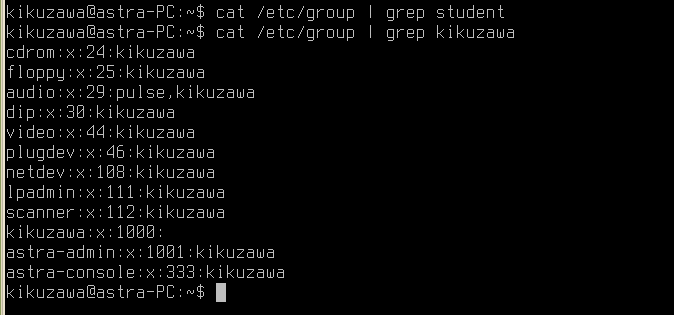 kikuzawa@astra-PC:~$ cat /etc/group | grep student
kikuzawa@astra-PC:~$ cat /etc/group | grep kikuzawa
cdrom:x:24:kikuzawa
floppy:x:25:kikuzawa
audio:x:29:pulse,kikuzawa
dip:x:30:kikuzawa
video:x:44:kikuzawa
plugdev:x:46:kikuzawa
netdev:x:108:kikuzawa
lpadmin:x:111:kikuzawa
scanner:x:112:kikuzawa
kikuzawa:x:1000:
astra-admin:x:1001:kikuzawa
astra-console:x:333:kikuzawa
kikuzawa@astra-PC:~$